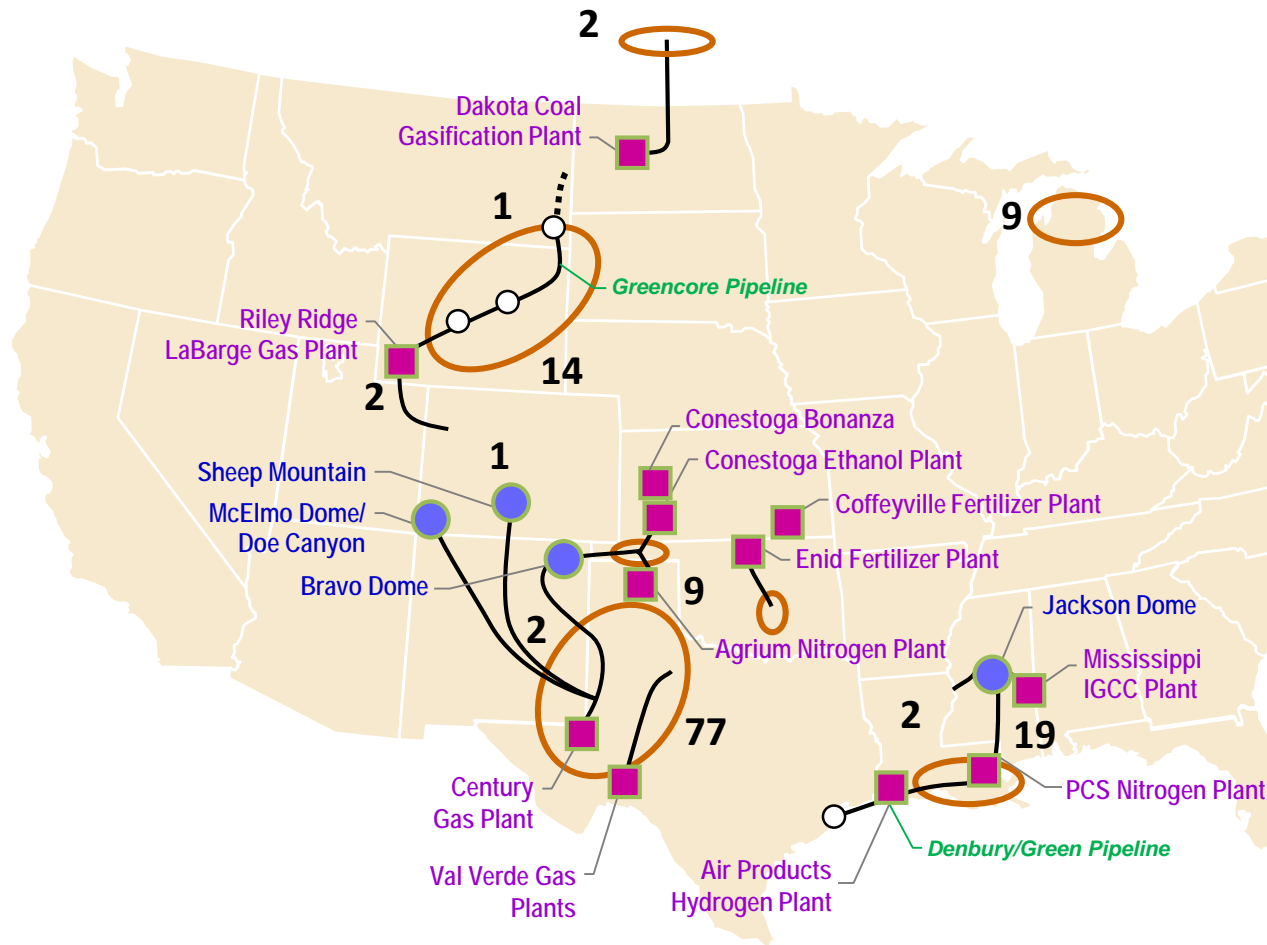 2
Dakota Coal
Gasification Plant
1
9
Greencore Pipeline
Riley Ridge
LaBarge Gas Plant
14
2
Conestoga Bonanza
1
Conestoga Ethanol Plant
Sheep Mountain
McElmo Dome/
Doe Canyon
Coffeyville Fertilizer Plant
Enid Fertilizer Plant
Bravo Dome
9
Jackson Dome
2
Agrium Nitrogen Plant
Mississippi
IGCC Plant
2
77
19
Century
Gas Plant
PCS Nitrogen Plant
Denbury/Green Pipeline
Val Verde Gas
Plants
Air Products
Hydrogen Plant